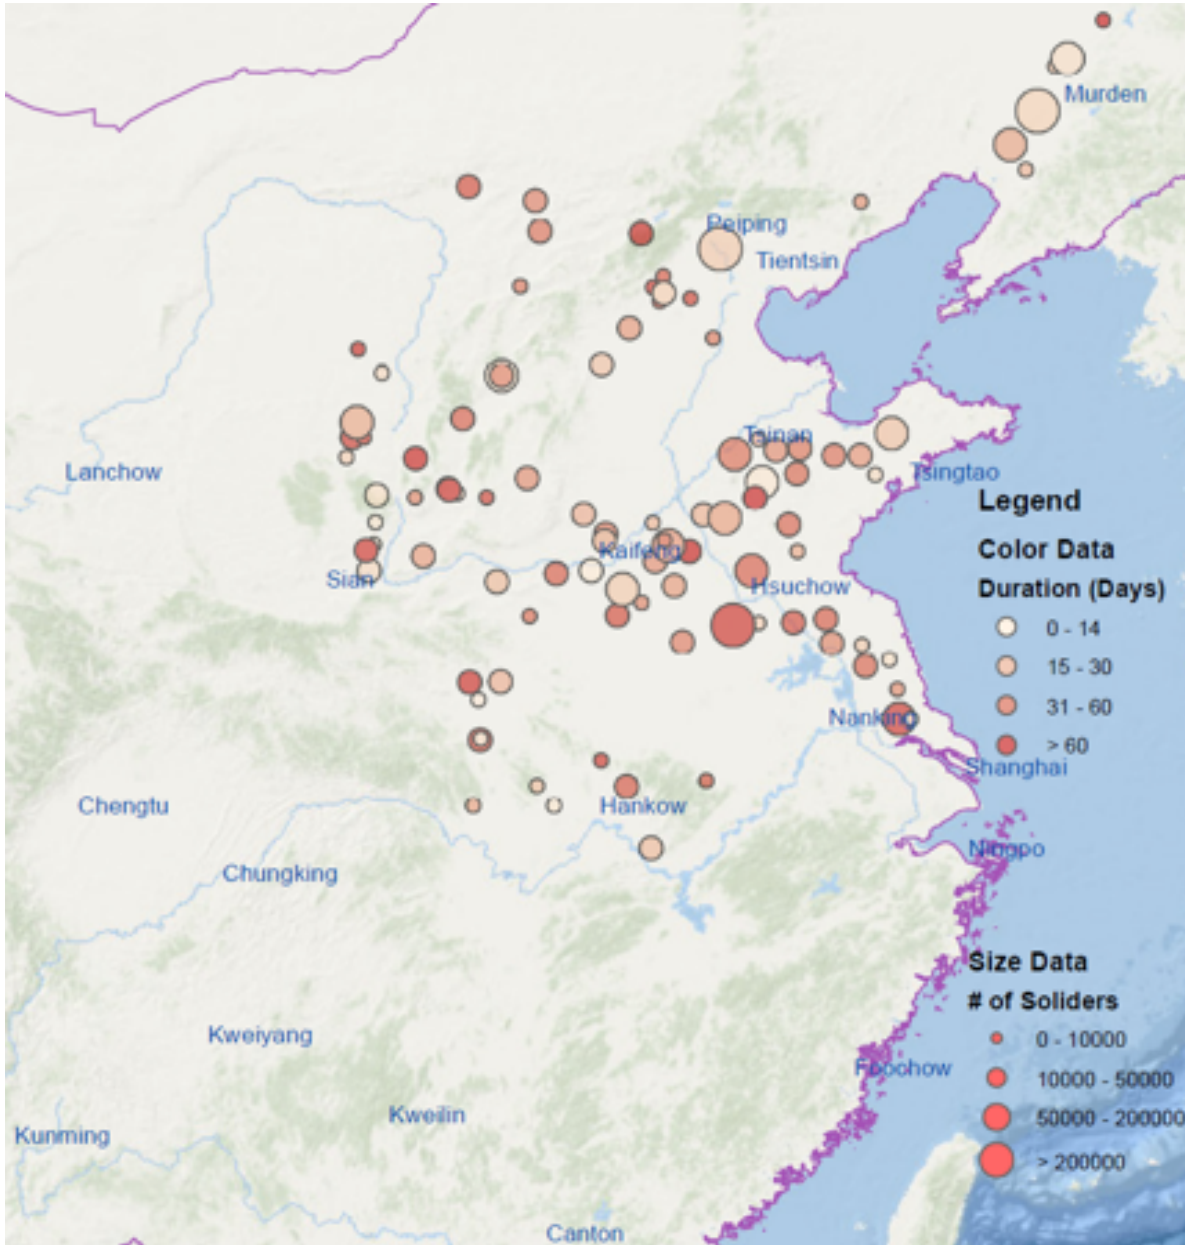 Murden
Peiping
Tientsin
Tsinan
Lanchow
Tsingtao
Legend
Color Data
Kaifeng
Sian
Hsuchow
Duration (Days)
0 - 14
15 - 30
31 - 60
Nanking
> 60
Shanghai
Chengtu
Hankow
Ningpo
Chungking
Size Data
# of Soliders
Kweiyang
0 - 10000
Foochow
10000 - 50000
Kweilin
50000 - 200000
Kunming
> 200000
Canton